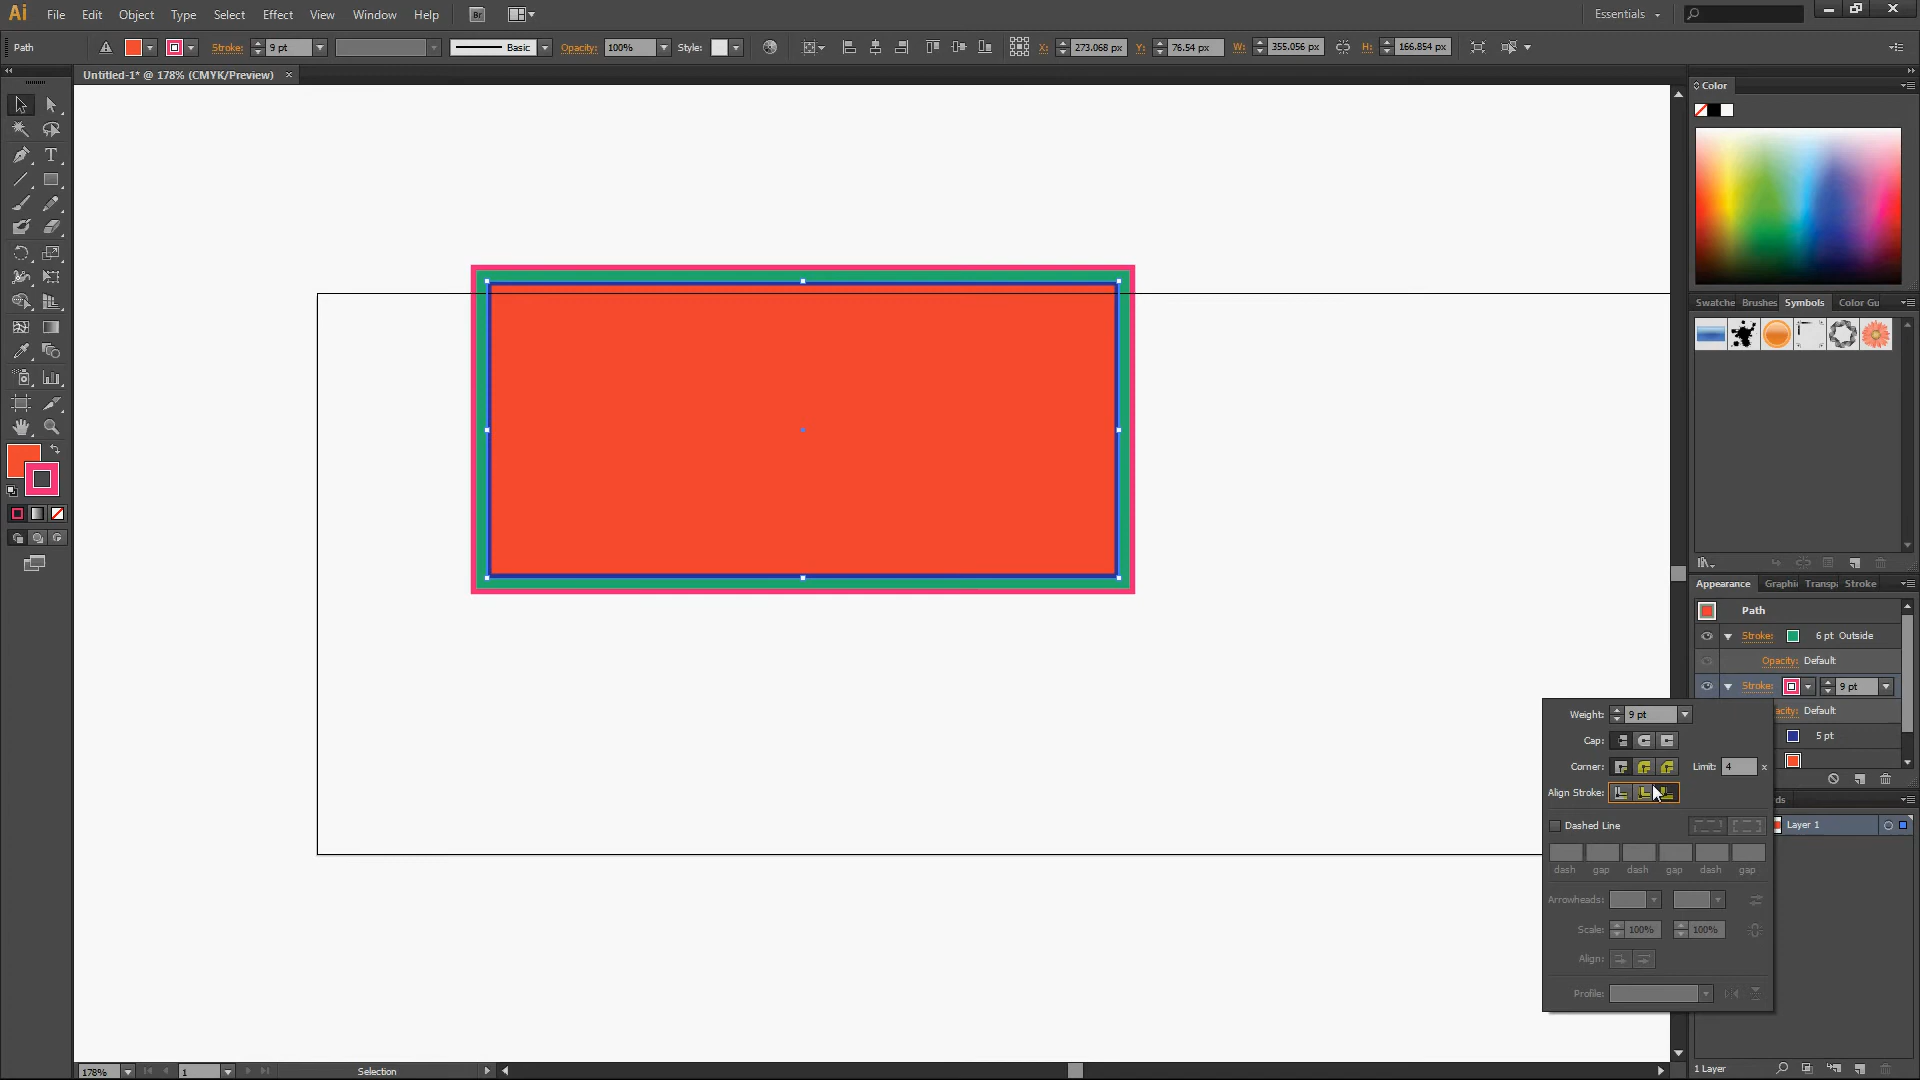 Ai File Edit Object Type Select Effect View Window Help Br Essentials
Path Stroke: 9 pt Basic Opacity: 100% Style: X: 273.068 px Y: 76.54 px W: 355.056 px H: 166.854 px
Untitled-1* @ 178% (CMYK/Preview)
Color
Swatche Brushes Symbols Color Gu
Appearance Graphi Transp Stroke
Path
Stroke: 6 pt Outside
Opacity: Default
Stroke: 9 pt
acity: Default
5 pt
Weight: 9 pt
Cap:
Corner: Limit: 4 x
Align Stroke:
Dashed Line
dash gap dash gap dash gap
Arrowheads:
Scale: 100% 100%
Align:
Profile:
Layer 1
1 Layer
178% 1 Selection